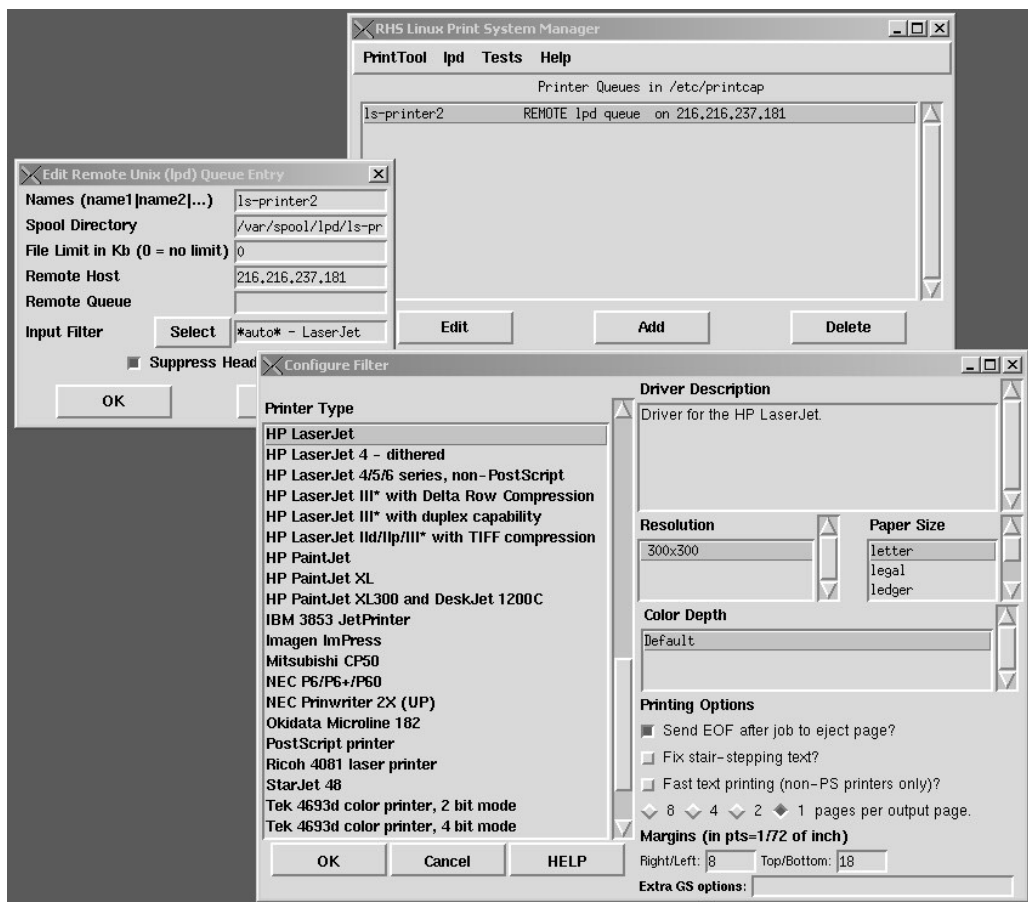 RHS Linux Print System Manager
PrintTool lpd Tests Help
Printer Queues in /etc/printcap
ls-printer2 REMOTE lpd queue on 216.216.237.181
Edit Add Delete
Edit Remote Unix (lpd) Queue Entry
Names (name1|name2|...) ls-printer2
Spool Directory /var/spool/lpd/ls-pr
File Limit in Kb (0 = no limit) 0
Remote Host 216.216.237.181
Remote Queue
Input Filter Select *auto* - LaserJet
Suppress Head
OK
Configure Filter
Printer Type
HP LaserJet
HP LaserJet 4 - dithered
HP LaserJet 4/5/6 series, non-PostScript
HP LaserJet III* with Delta Row Compression
HP LaserJet III* with duplex capability
HP LaserJet IId/IIp/III* with TIFF compression
HP PaintJet
HP PaintJet XL
HP PaintJet XL300 and DeskJet 1200C
IBM 3853 JetPrinter
Imagen ImPress
Mitsubishi CP50
NEC P6/P6+/P60
NEC Prinwriter 2X (UP)
Okidata Microline 182
PostScript printer
Ricoh 4081 laser printer
StarJet 48
Tek 4693d color printer, 2 bit mode
Tek 4693d color printer, 4 bit mode
OK Cancel HELP
Driver Description
Driver for the HP LaserJet.
Resolution
300x300
Paper Size
letter
legal
ledger
Color Depth
Default
Printing Options
Send EOF after job to eject page?
Fix stair-stepping text?
Fast text printing (non-PS printers only)?
8 4 2 1 pages per output page.
Margins (in pts=1/72 of inch)
Right/Left: 8 Top/Bottom: 18
Extra GS options: